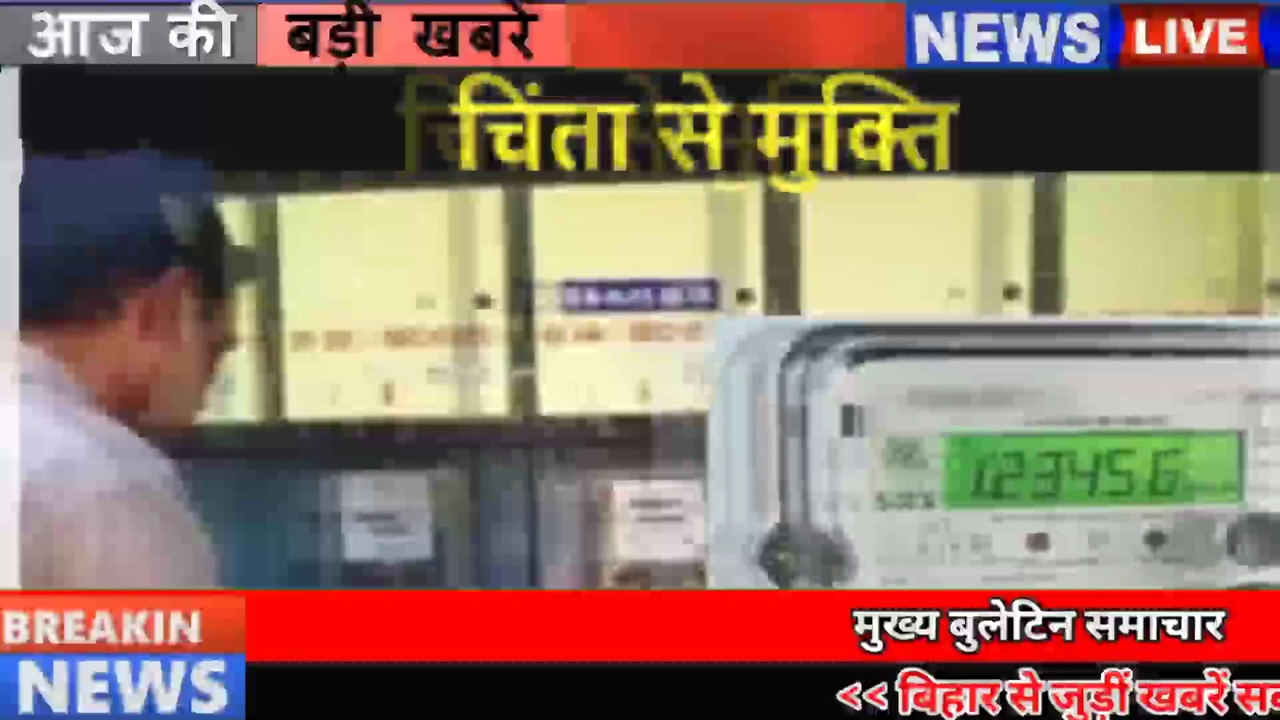 आज की बड़ी खबरें NEWS LIVE
चिंता से मुक्ति
123456
BREAKIN
NEWS
मुख्य बुलेटिन समाचार
<< बिहार से जुड़ीं खबरें